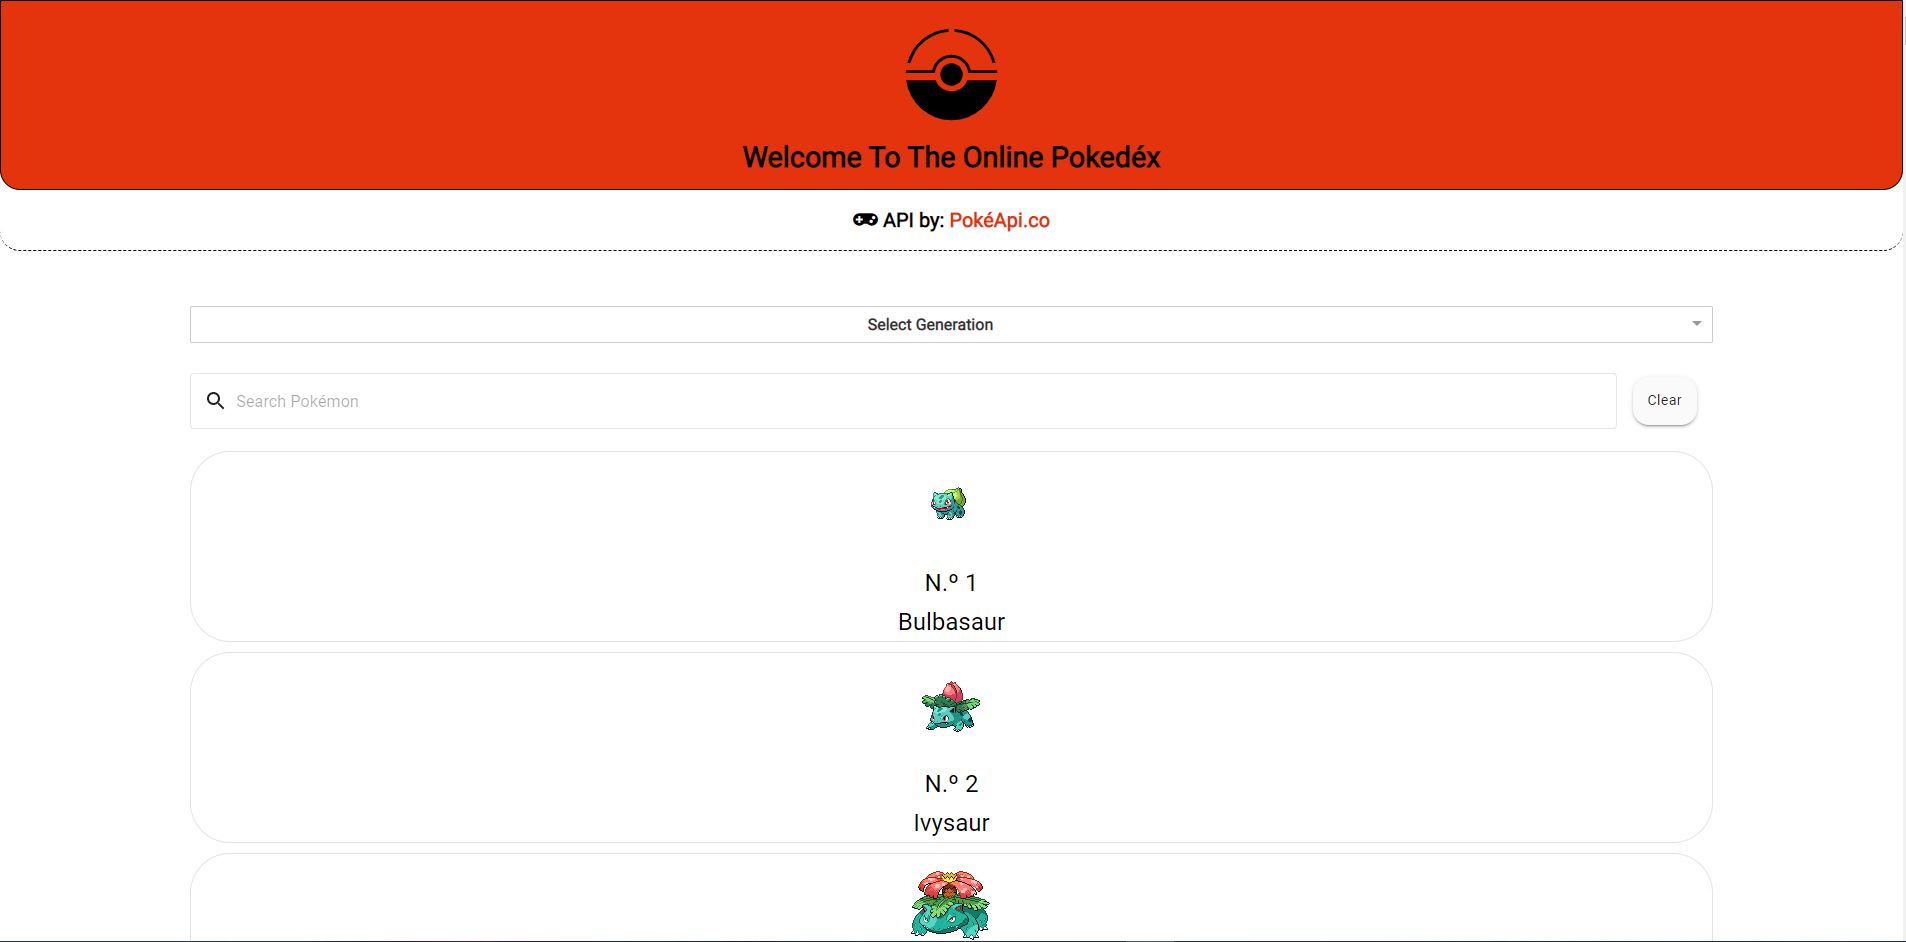 Welcome To The Online Pokedéx
API by: PokéApi.co
Select Generation
Search Pokémon
Clear
N.º 1
Bulbasaur
N.º 2
Ivysaur